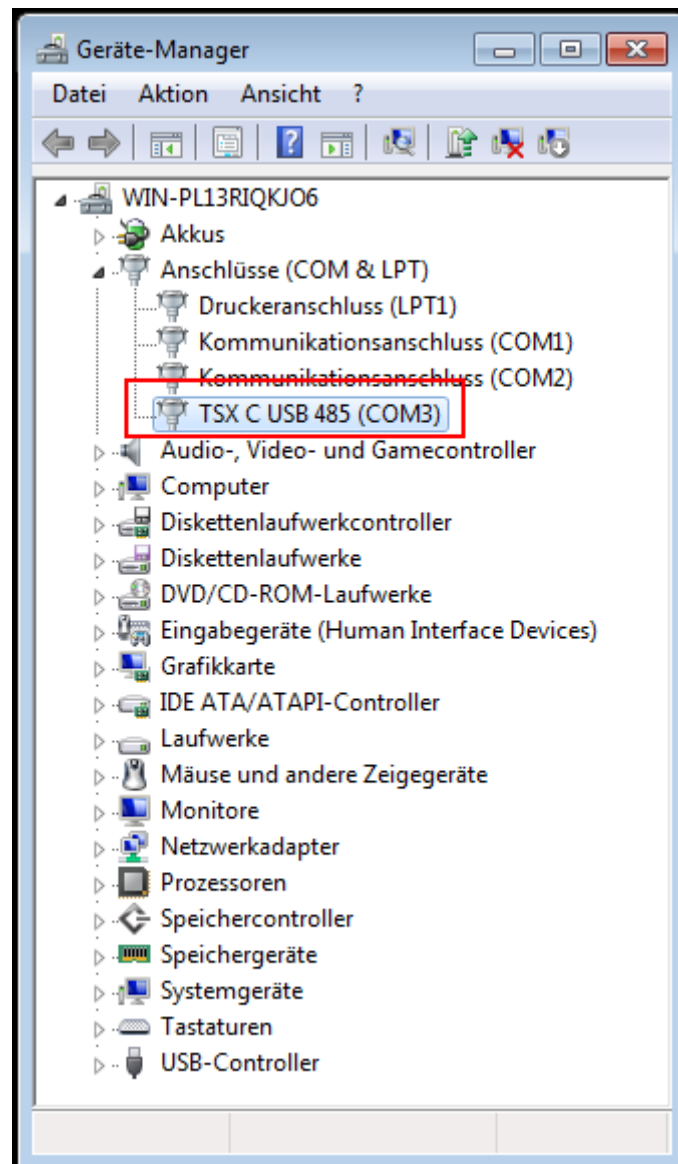 Geräte-Manager
Datei Aktion Ansicht ?
WIN-PL13RIQKJO6
Akkus
Anschlüsse (COM & LPT)
Druckeranschluss (LPT1)
Kommunikationsanschluss (COM1)
Kommunikationsanschluss (COM2)
TSX C USB 485 (COM3)
Audio-, Video- und Gamecontroller
Computer
Diskettenlaufwerkcontroller
Diskettenlaufwerke
DVD/CD-ROM-Laufwerke
Eingabegeräte (Human Interface Devices)
Grafikkarte
IDE ATA/ATAPI-Controller
Laufwerke
Mäuse und andere Zeigegeräte
Monitore
Netzwerkadapter
Prozessoren
Speichercontroller
Speichergeräte
Systemgeräte
Tastaturen
USB-Controller